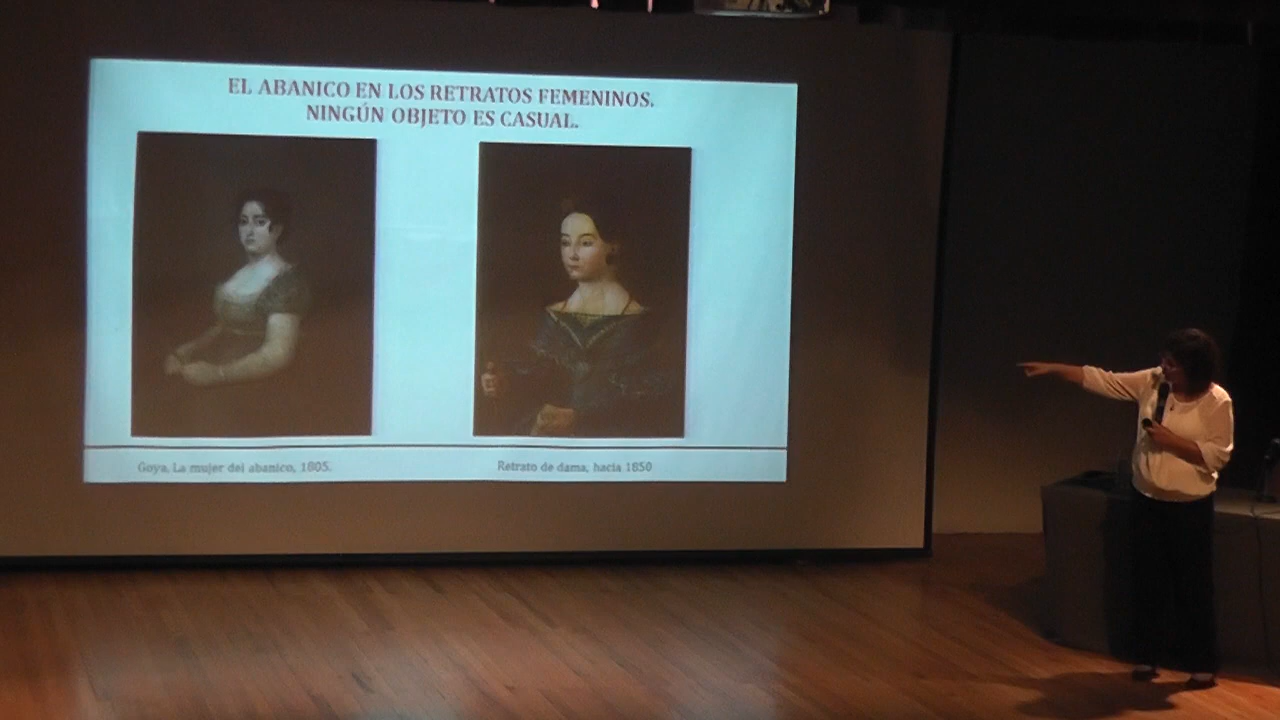 EL ABANICO EN LOS RETRATOS FEMENINOS.
NINGÚN OBJETO ES CASUAL.
Goya, La mujer del abanico, 1805.
Retrato de dama, hacia 1850